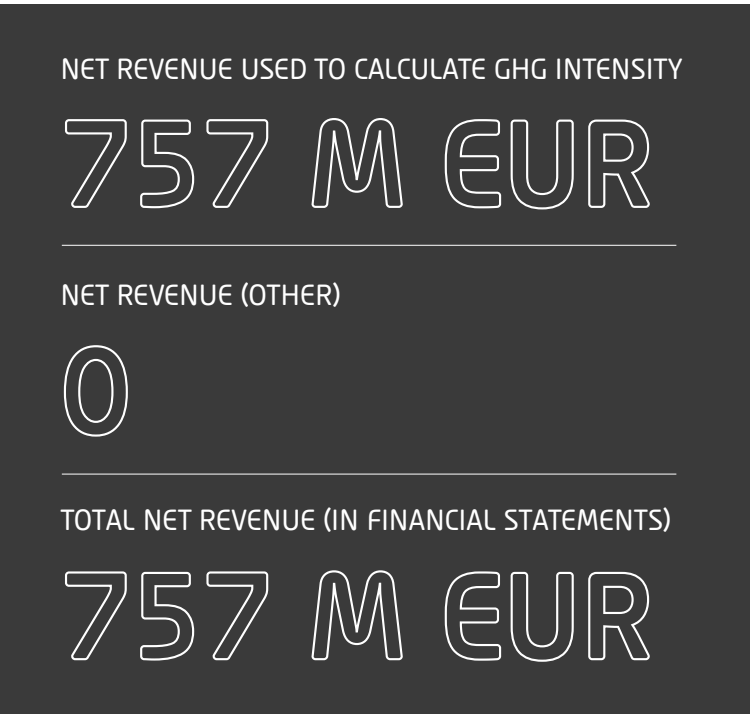 NET REVENUE USED TO CALCULATE GHG INTENSITY
757 M EUR
NET REVENUE (OTHER)
0
TOTAL NET REVENUE (IN FINANCIAL STATEMENTS)
757 M EUR